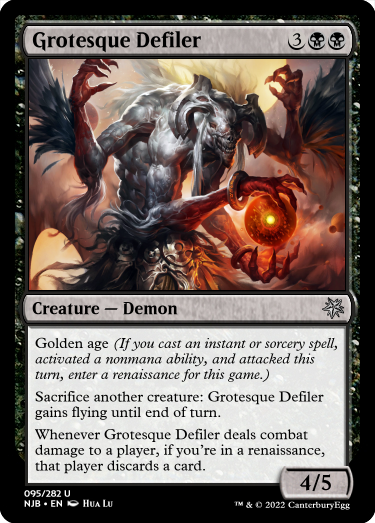 Grotesque Defiler 3
Creature — Demon
Golden age (If you cast an instant or sorcery spell,
activated a nonmana ability, and attacked this
turn, enter a renaissance for this game.)
Sacrifice another creature: Grotesque Defiler
gains flying until end of turn.
Whenever Grotesque Defiler deals combat
damage to a player, if you're in a renaissance,
that player discards a card.
4/5
095/282 U
NJB • EN Hua Lu
™ & © 2022 CanterburyEgg